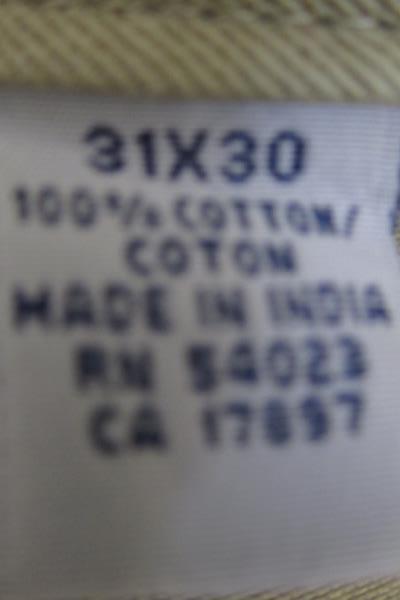 31X30
100% COTTON/
COTON
MADE IN INDIA
RN 54023
CA 17897